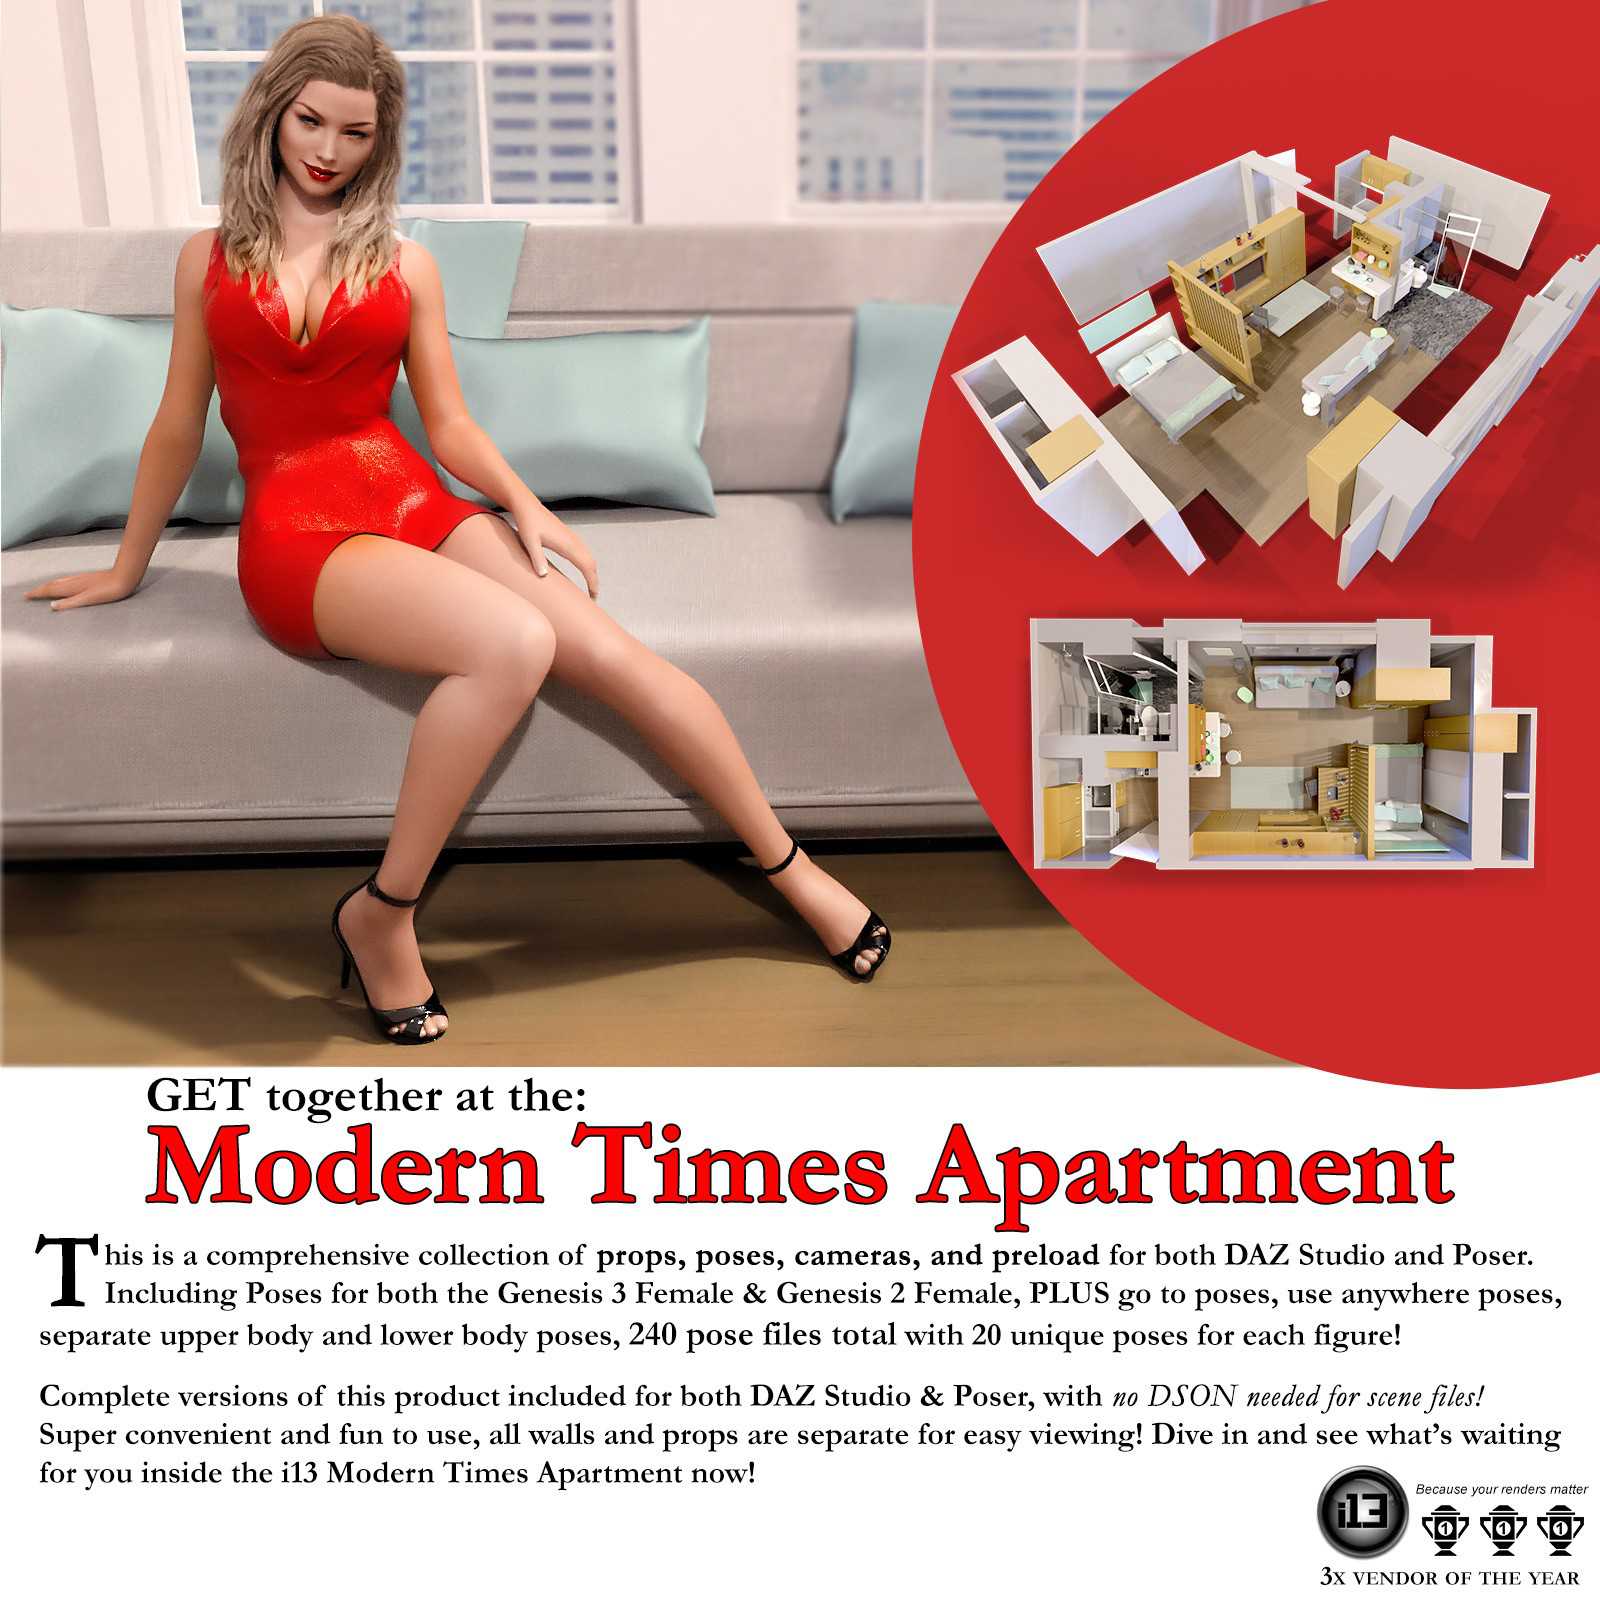 GET together at the:
Modern Times Apartment
This is a comprehensive collection of props, poses, cameras, and preload for both DAZ Studio and Poser.
Including Poses for both the Genesis 3 Female & Genesis 2 Female, PLUS go to poses, use anywhere poses,
separate upper body and lower body poses, 240 pose files total with 20 unique poses for each figure!
Complete versions of this product included for both DAZ Studio & Poser, with no DSON needed for scene files!
Super convenient and fun to use, all walls and props are separate for easy viewing! Dive in and see what's waiting
for you inside the i13 Modern Times Apartment now!
i13
Because your renders matter
1 1 1
3X VENDOR OF THE YEAR